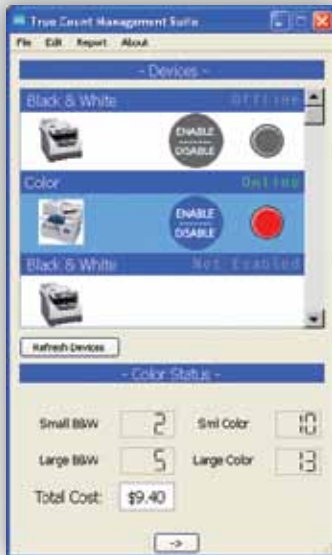 True Count Management Suite
File Edit Report About
- Devices -
Black & White Offline
ENABLE
DISABLE
Color Online
ENABLE
DISABLE
Black & White Not Enabled
Refresh Devices
- Color Status -
Small B&W 2 Sml Color 10
Large B&W 5 Large Color 13
Total Cost: $9.40
->